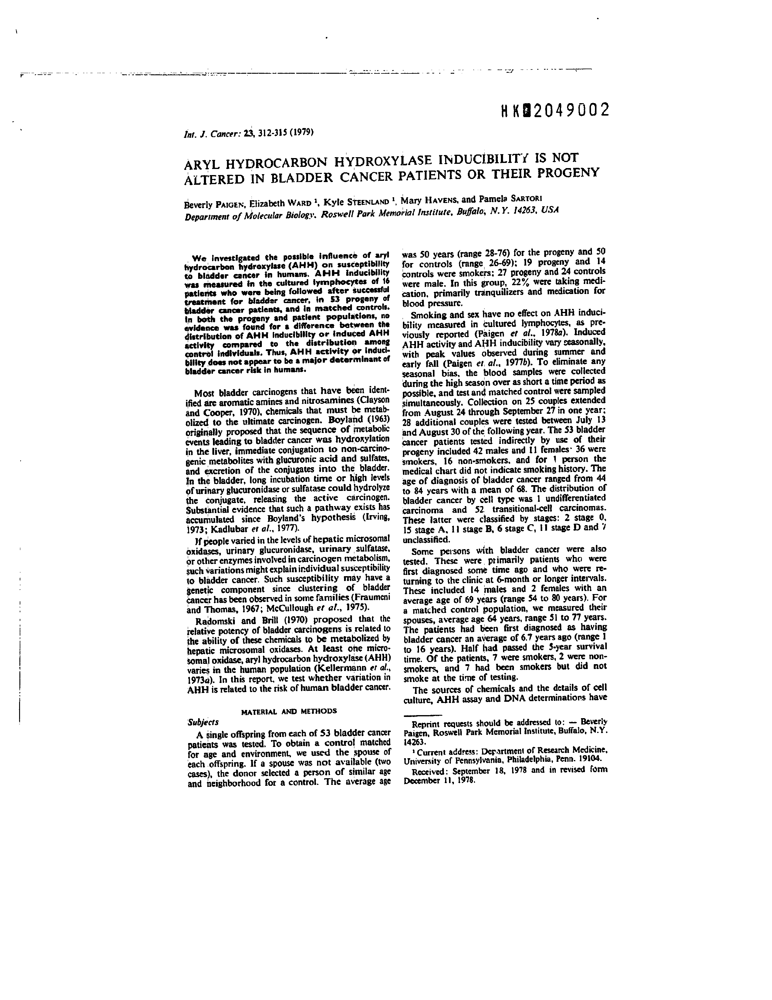 HK02049002
Int. J. Cancer: 23, 312-315 (1979)
ARYL HYDROCARBON HYDROXYLASE INDUCIBILITY IS NOT
ALTERED IN BLADDER CANCER PATIENTS OR THEIR PROGENY
Beverly PAIGEN, Elizabeth WARD ¹, Kyle STEENLAND ¹, Mary HAVENS, and Pamela SARTORI
Department of Molecular Biology, Roswell Park Memorial Institute, Buffalo, N.Y. 14263, USA
We investigated the possible influence of aryl
hydrocarbon hydroxylase (AHH) on susceptibility
to bladder cancer in humans. AHH inducibility
was measured in the cultured lymphocytes of 16
patients who were being followed after successful
treatment for bladder cancer, in 53 progeny of
bladder cancer patients, and in matched controls.
In both the progeny and patient populations, no
evidence was found for a difference between the
distribution of AHH inducibility or induced AHH
activity compared to the distribution among
control individuals. Thus, AHH activity or induci-
bility does not appear to be a major determinant of
bladder cancer risk in humans.
Most bladder carcinogens that have been ident-
ified are aromatic amines and nitrosamines (Clayson
and Cooper, 1970), chemicals that must be metab-
olized to the ultimate carcinogen. Boyland (1963)
originally proposed that the sequence of metabolic
events leading to bladder cancer was hydroxylation
in the liver, immediate conjugation to non-carcino-
genic metabolites with glucuronic acid and sulfates,
and excretion of the conjugates into the bladder.
In the bladder, long incubation time or high levels
of urinary glucuronidase or sulfatase could hydrolyze
the conjugate, releasing the active carcinogen.
Substantial evidence that such a pathway exists has
accumulated since Boyland's hypothesis (Irving,
1973; Kadlubar et al., 1977).
If people varied in the levels of hepatic microsomal
oxidases, urinary glucuronidase, urinary sulfatase,
or other enzymes involved in carcinogen metabolism,
such variations might explain individual susceptibility
to bladder cancer. Such susceptibility may have a
genetic component since clustering of bladder
cancer has been observed in some families (Fraumeni
and Thomas, 1967; McCullough et al., 1975).
Radomski and Brill (1970) proposed that the
relative potency of bladder carcinogens is related to
the ability of these chemicals to be metabolized by
hepatic microsomal oxidases. At least one micro-
somal oxidase, aryl hydrocarbon hydroxylase (AHH)
varies in the human population (Kellermann et al.,
1973a). In this report, we test whether variation in
AHH is related to the risk of human bladder cancer.
MATERIAL AND METHODS
Subjects
A single offspring from each of 53 bladder cancer
patients was tested. To obtain a control matched
for age and environment, we used the spouse of
each offspring. If a spouse was not available (two
cases), the donor selected a person of similar age
and neighborhood for a control. The average age
was 50 years (range 28-76) for the progeny and 50
for controls (range 26-69); 19 progeny and 14
controls were smokers; 27 progeny and 24 controls
were male. In this group, 22% were taking medi-
cation, primarily tranquilizers and medication for
blood pressure.
Smoking and sex have no effect on AHH induci-
bility measured in cultured lymphocytes, as pre-
viously reported (Paigen et al., 1978a). Induced
AHH activity and AHH inducibility vary seasonally,
with peak values observed during summer and
early fall (Paigen et al., 1977b). To eliminate any
seasonal bias, the blood samples were collected
during the high season over as short a time period as
possible, and test and matched control were sampled
simultaneously. Collection on 25 couples extended
from August 24 through September 27 in one year;
28 additional couples were tested between July 13
and August 30 of the following year. The 53 bladder
cancer patients tested indirectly by use of their
progeny included 42 males and 11 females· 36 were
smokers, 16 non-smokers, and for 1 person the
medical chart did not indicate smoking history. The
age of diagnosis of bladder cancer ranged from 44
to 84 years with a mean of 68. The distribution of
bladder cancer by cell type was 1 undifferentiated
carcinoma and 52 transitional-cell carcinomas.
These latter were classified by stages: 2 stage 0,
15 stage A, 11 stage B, 6 stage C, 11 stage D and 7
unclassified.
Some persons with bladder cancer were also
tested. These were primarily patients who were
first diagnosed some time ago and who were re-
turning to the clinic at 6-month or longer intervals.
These included 14 males and 2 females with an
average age of 69 years (range 54 to 80 years). For
a matched control population, we measured their
spouses, average age 64 years, range 51 to 77 years.
The patients had been first diagnosed as having
bladder cancer an average of 6.7 years ago (range 1
to 16 years). Half had passed the 5-year survival
time. Of the patients, 7 were smokers, 2 were non-
smokers, and 7 had been smokers but did not
smoke at the time of testing.
The sources of chemicals and the details of cell
culture, AHH assay and DNA determinations have
Reprint requests should be addressed to: — Beverly
Paigen, Roswell Park Memorial Institute, Buffalo, N.Y.
14263.
¹ Current address: Department of Research Medicine,
University of Pennsylvania, Philadelphia, Penn. 19104.
Received: September 18, 1978 and in revised form
December 11, 1978.